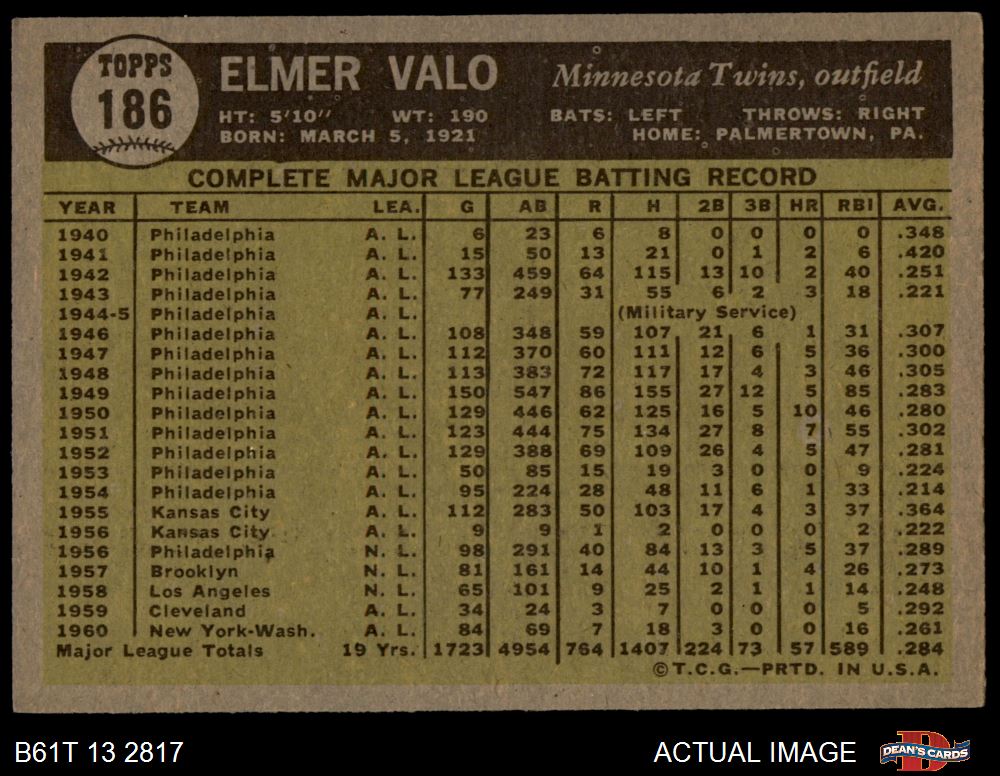 TOPPS
186
ELMER VALO Minnesota Twins, outfield
HT: 5'10" WT: 190 BATS: LEFT THROWS: RIGHT
BORN: MARCH 5, 1921 HOME: PALMERTOWN, PA.
COMPLETE MAJOR LEAGUE BATTING RECORD
YEAR TEAM LEA. G AB R H 2B 3B HR RBI AVG.
1940 Philadelphia A. L. 6 23 6 8 0 0 0 0 .348
1941 Philadelphia A. L. 15 50 13 21 0 1 2 6 .420
1942 Philadelphia A. L. 133 459 64 115 13 10 2 40 .251
1943 Philadelphia A. L. 77 249 31 55 6 2 3 18 .221
1944-5 Philadelphia A. L. (Military Service)
1946 Philadelphia A. L. 108 348 59 107 21 6 1 31 .307
1947 Philadelphia A. L. 112 370 60 111 12 6 5 36 .300
1948 Philadelphia A. L. 113 383 72 117 17 4 3 46 .305
1949 Philadelphia A. L. 150 547 86 155 27 12 5 85 .283
1950 Philadelphia A. L. 129 446 62 125 16 5 10 46 .280
1951 Philadelphia A. L. 123 444 75 134 27 8 7 55 .302
1952 Philadelphia A. L. 129 388 69 109 26 4 5 47 .281
1953 Philadelphia A. L. 50 85 15 19 3 0 0 9 .224
1954 Philadelphia A. L. 95 224 28 48 11 6 1 33 .214
1955 Kansas City A. L. 112 283 50 103 17 4 3 37 .364
1956 Kansas City A. L. 9 9 1 2 0 0 0 2 .222
1956 Philadelphia N. L. 98 291 40 84 13 3 5 37 .289
1957 Brooklyn N. L. 81 161 14 44 10 1 4 26 .273
1958 Los Angeles N. L. 65 101 9 25 2 1 1 14 .248
1959 Cleveland A. L. 34 24 3 7 0 0 0 5 .292
1960 New York-Wash. A. L. 84 69 7 18 3 0 0 16 .261
Major League Totals 19 Yrs. 1723 4954 764 1407 224 73 57 589 .284
©T.C.G.—PRTD. IN U.S.A.
B61T 13 2817 ACTUAL IMAGE DEAN'S CARDS